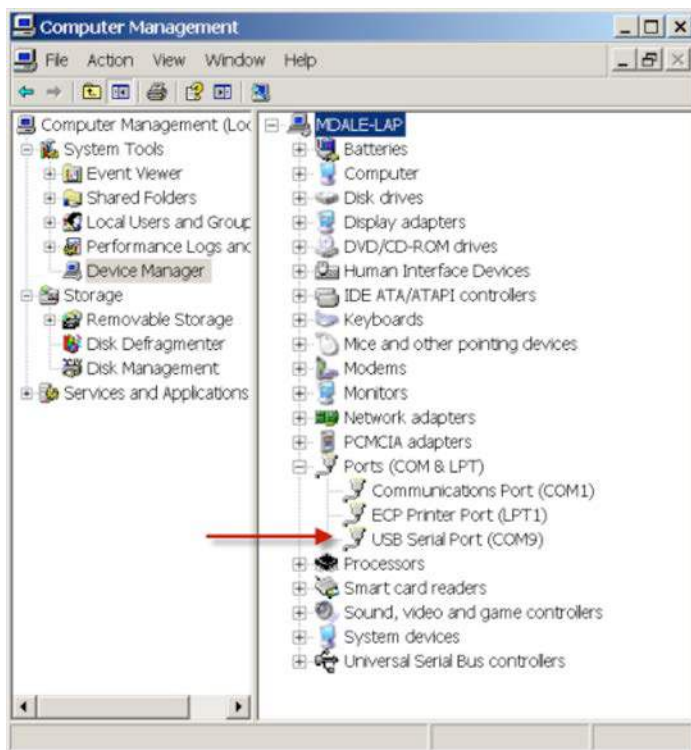 Computer Management
File Action View Window Help
Computer Management (Loc
System Tools
Event Viewer
Shared Folders
Local Users and Group
Performance Logs and
Device Manager
Storage
Removable Storage
Disk Defragmenter
Disk Management
Services and Applications
MDALE-LAP
Batteries
Computer
Disk drives
Display adapters
DVD/CD-ROM drives
Human Interface Devices
IDE ATA/ATAPI controllers
Keyboards
Mice and other pointing devices
Modems
Monitors
Network adapters
PCMCIA adapters
Ports (COM & LPT)
Communications Port (COM1)
ECP Printer Port (LPT1)
USB Serial Port (COM9)
Processors
Smart card readers
Sound, video and game controllers
System devices
Universal Serial Bus controllers